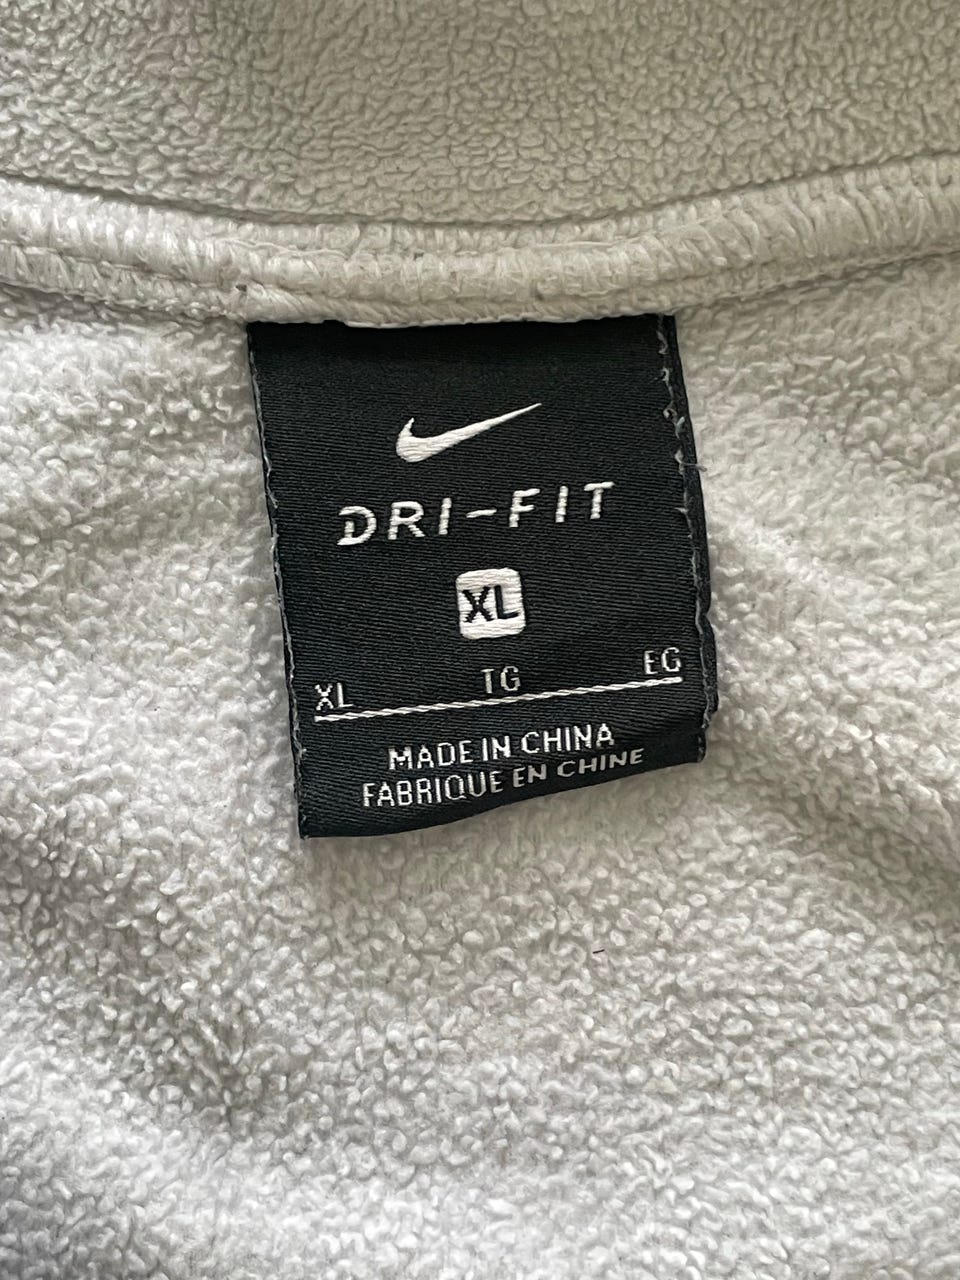 DRI-FIT
XL
XL TG EG
MADE IN CHINA
FABRIQUE EN CHINE